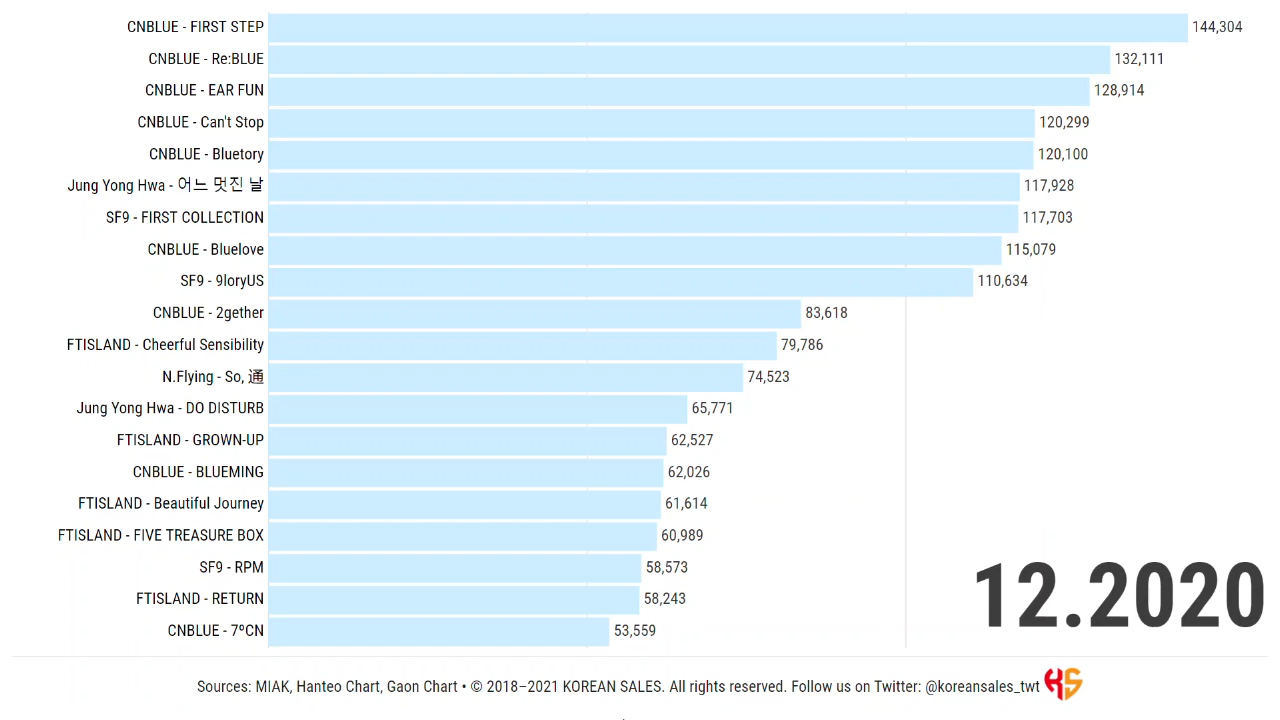 CNBLUE - FIRST STEP 144,304
CNBLUE - Re:BLUE 132,111
CNBLUE - EAR FUN 128,914
CNBLUE - Can't Stop 120,299
CNBLUE - Bluetory 120,100
Jung Yong Hwa - 어느 멋진 날 117,928
SF9 - FIRST COLLECTION 117,703
CNBLUE - Bluelove 115,079
SF9 - 9loryUS 110,634
CNBLUE - 2gether 83,618
FTISLAND - Cheerful Sensibility 79,786
N.Flying - So, 通 74,523
Jung Yong Hwa - DO DISTURB 65,771
FTISLAND - GROWN-UP 62,527
CNBLUE - BLUEMING 62,026
FTISLAND - Beautiful Journey 61,614
FTISLAND - FIVE TREASURE BOX 60,989
SF9 - RPM 58,573
FTISLAND - RETURN 58,243
CNBLUE - 7ºCN 53,559
12.2020
Sources: MIAK, Hanteo Chart, Gaon Chart • © 2018–2021 KOREAN SALES. All rights reserved. Follow us on Twitter: @koreansales_twt KS